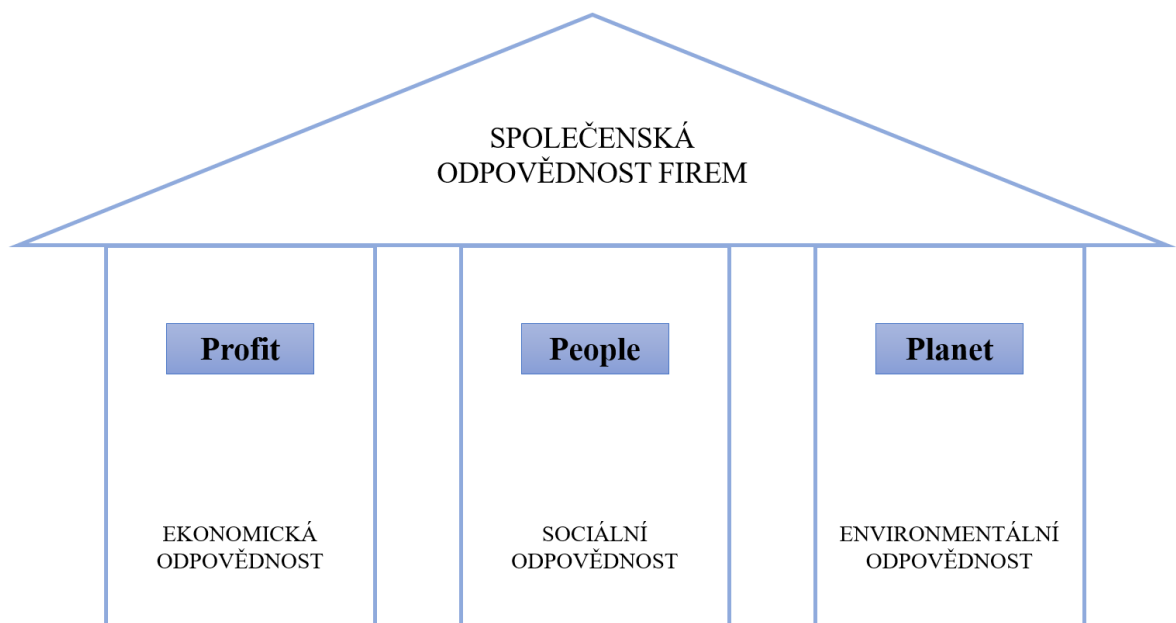 SPOLEČENSKÁ
ODPOVĚDNOST FIREM
Profit
People
Planet
EKONOMICKÁ
ODPOVĚDNOST
SOCIÁLNÍ
ODPOVĚDNOST
ENVIRONMENTÁLNÍ
ODPOVĚDNOST